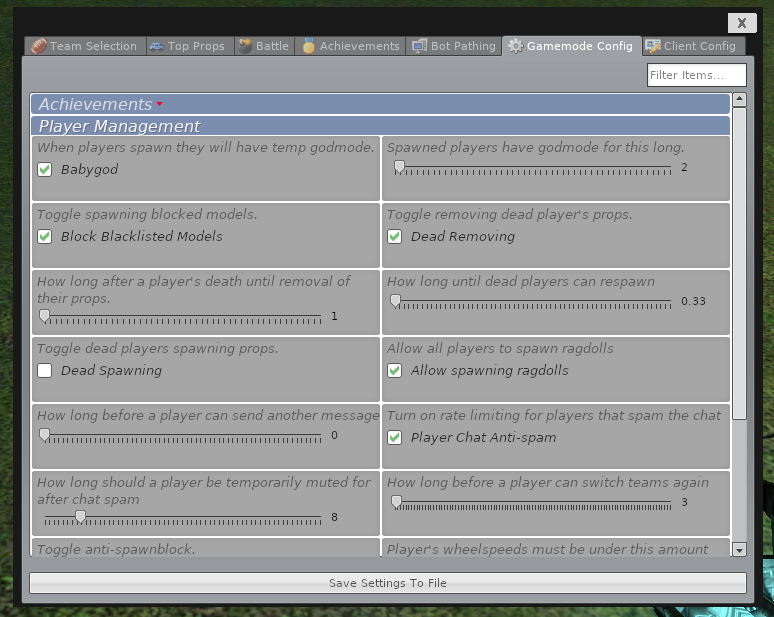 X
Team Selection
Top Props
Battle
Achievements
Bot Pathing
Gamemode Config
Client Config
Filter Items...
Achievements
Player Management
When players spawn they will have temp godmode.
Babygod
Spawned players have godmode for this long.
2
Toggle spawning blocked models.
Block Blacklisted Models
Toggle removing dead player's props.
Dead Removing
How long after a player's death until removal of
their props.
1
How long until dead players can respawn
0.33
Toggle dead players spawning props.
Dead Spawning
Allow all players to spawn ragdolls
Allow spawning ragdolls
How long before a player can send another message
0
Turn on rate limiting for players that spam the chat
Player Chat Anti-spam
How long should a player be temporarily muted for
after chat spam
8
How long before a player can switch teams again
3
Toggle anti-spawnblock.
Player's wheelspeeds must be under this amount
Save Settings To File